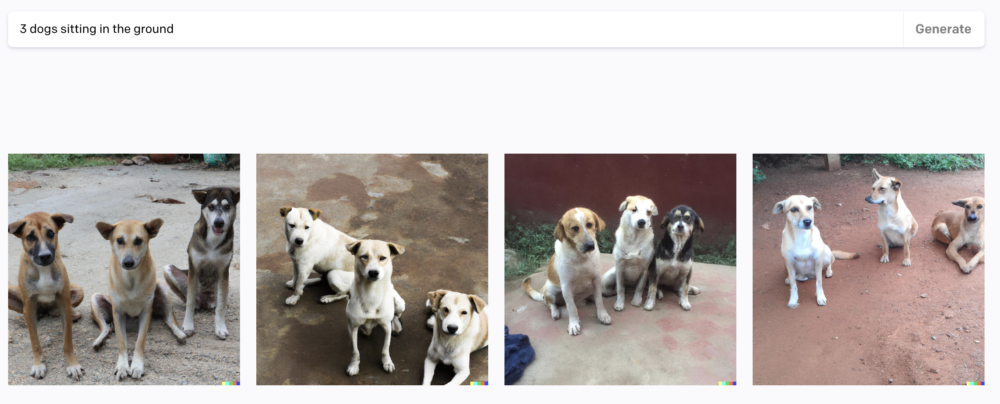 3 dogs sitting in the ground
Generate